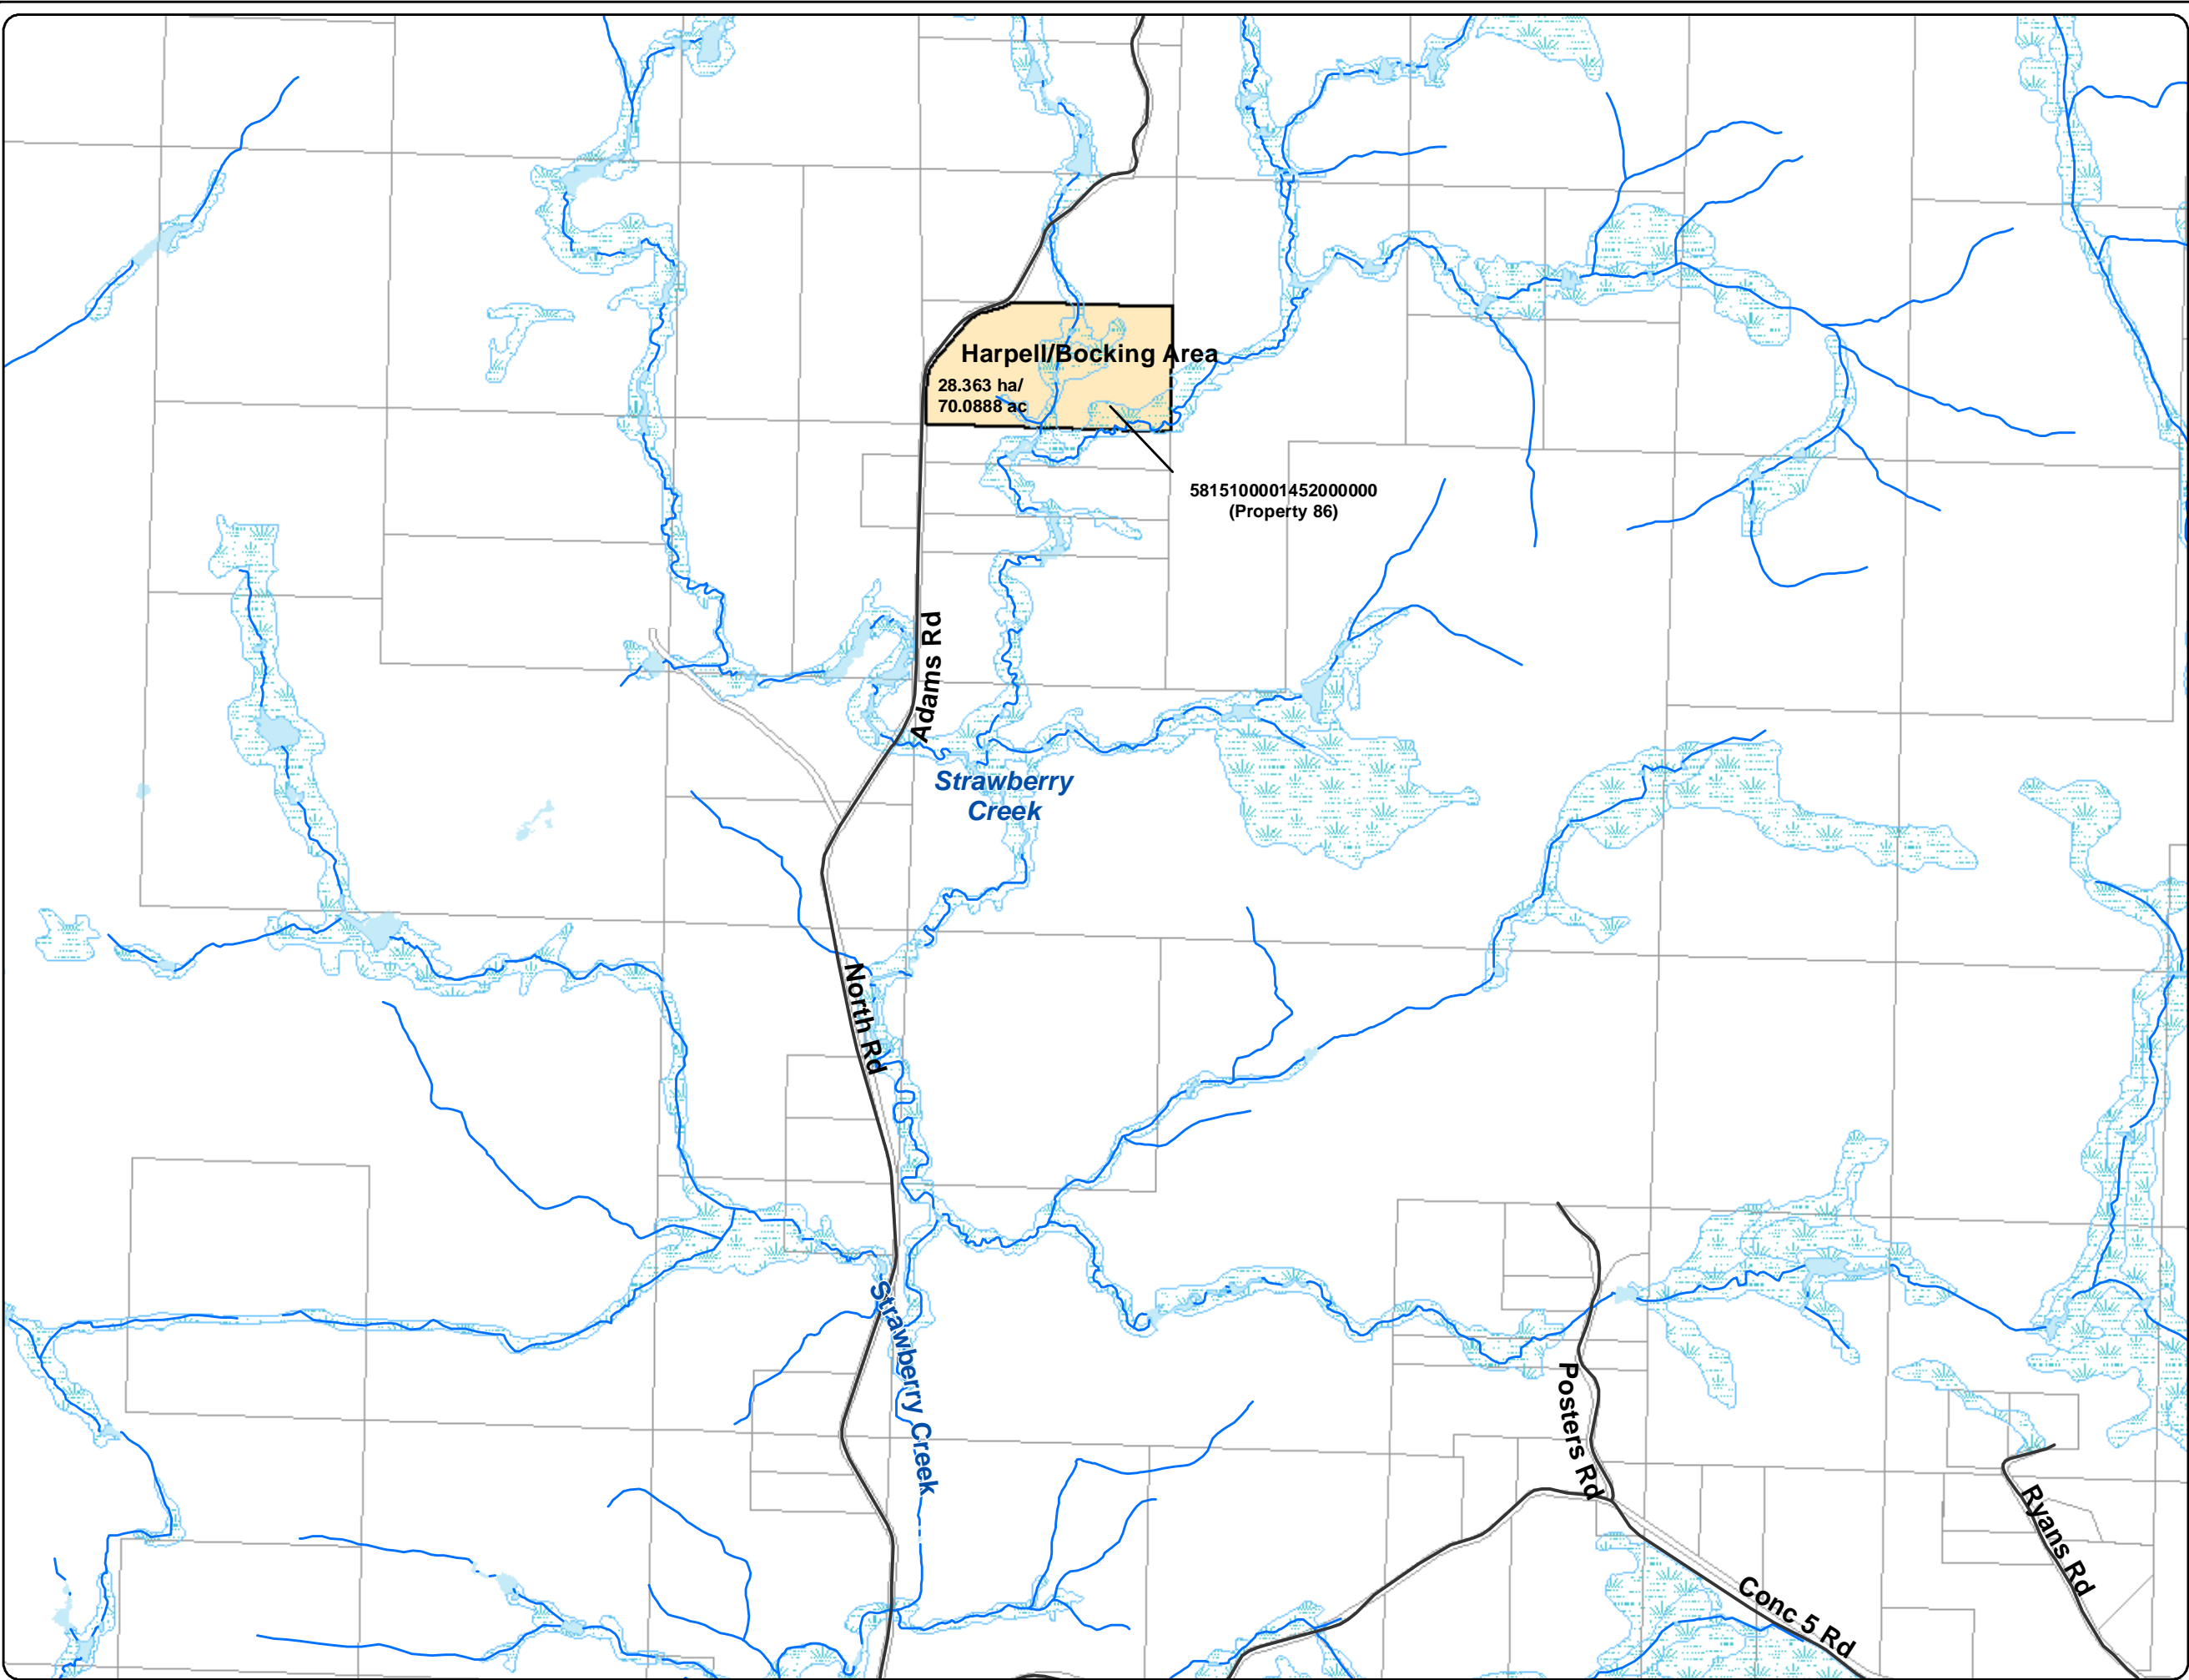 Harpell/Bocking Area
28.363 ha/
70.0888 ac
5815100001452000000
(Property 86)
Adams Rd
Strawberry
Creek
North Rd
Strawberry Creek
Posters Rd
Ryans Rd
Conc 5 Rd